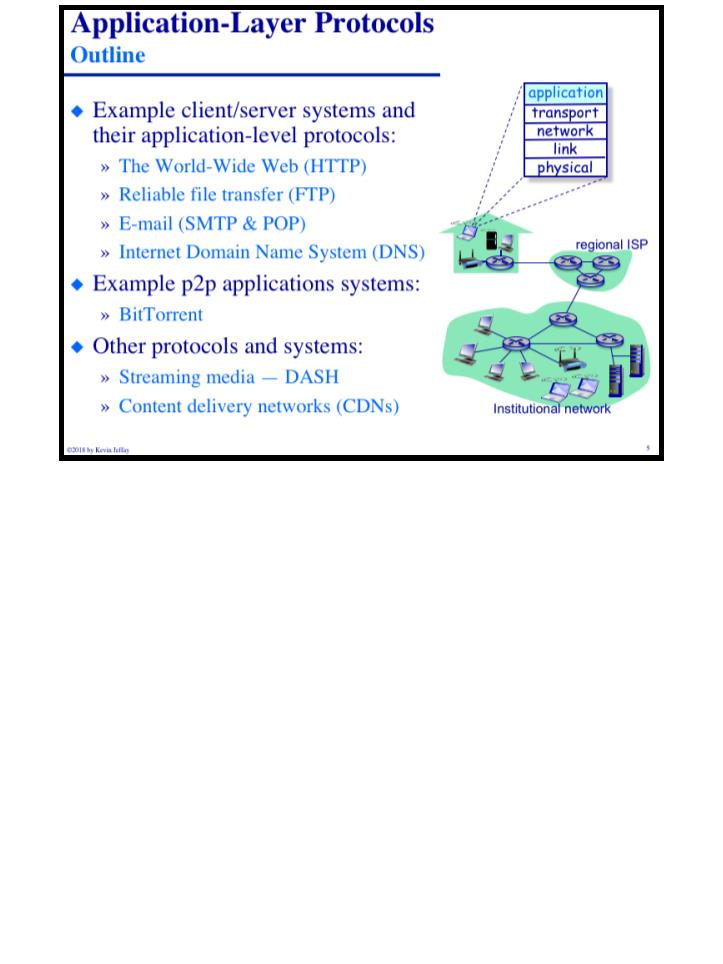 Application-Layer Protocols
Outline
◆ Example client/server systems and
their application-level protocols:
» The World-Wide Web (HTTP)
» Reliable file transfer (FTP)
» E-mail (SMTP & POP)
» Internet Domain Name System (DNS)
◆ Example p2p applications systems:
» BitTorrent
◆ Other protocols and systems:
» Streaming media — DASH
» Content delivery networks (CDNs)
application
transport
network
link
physical
regional ISP
Institutional network
©2018 by Kevin Jeffay
5